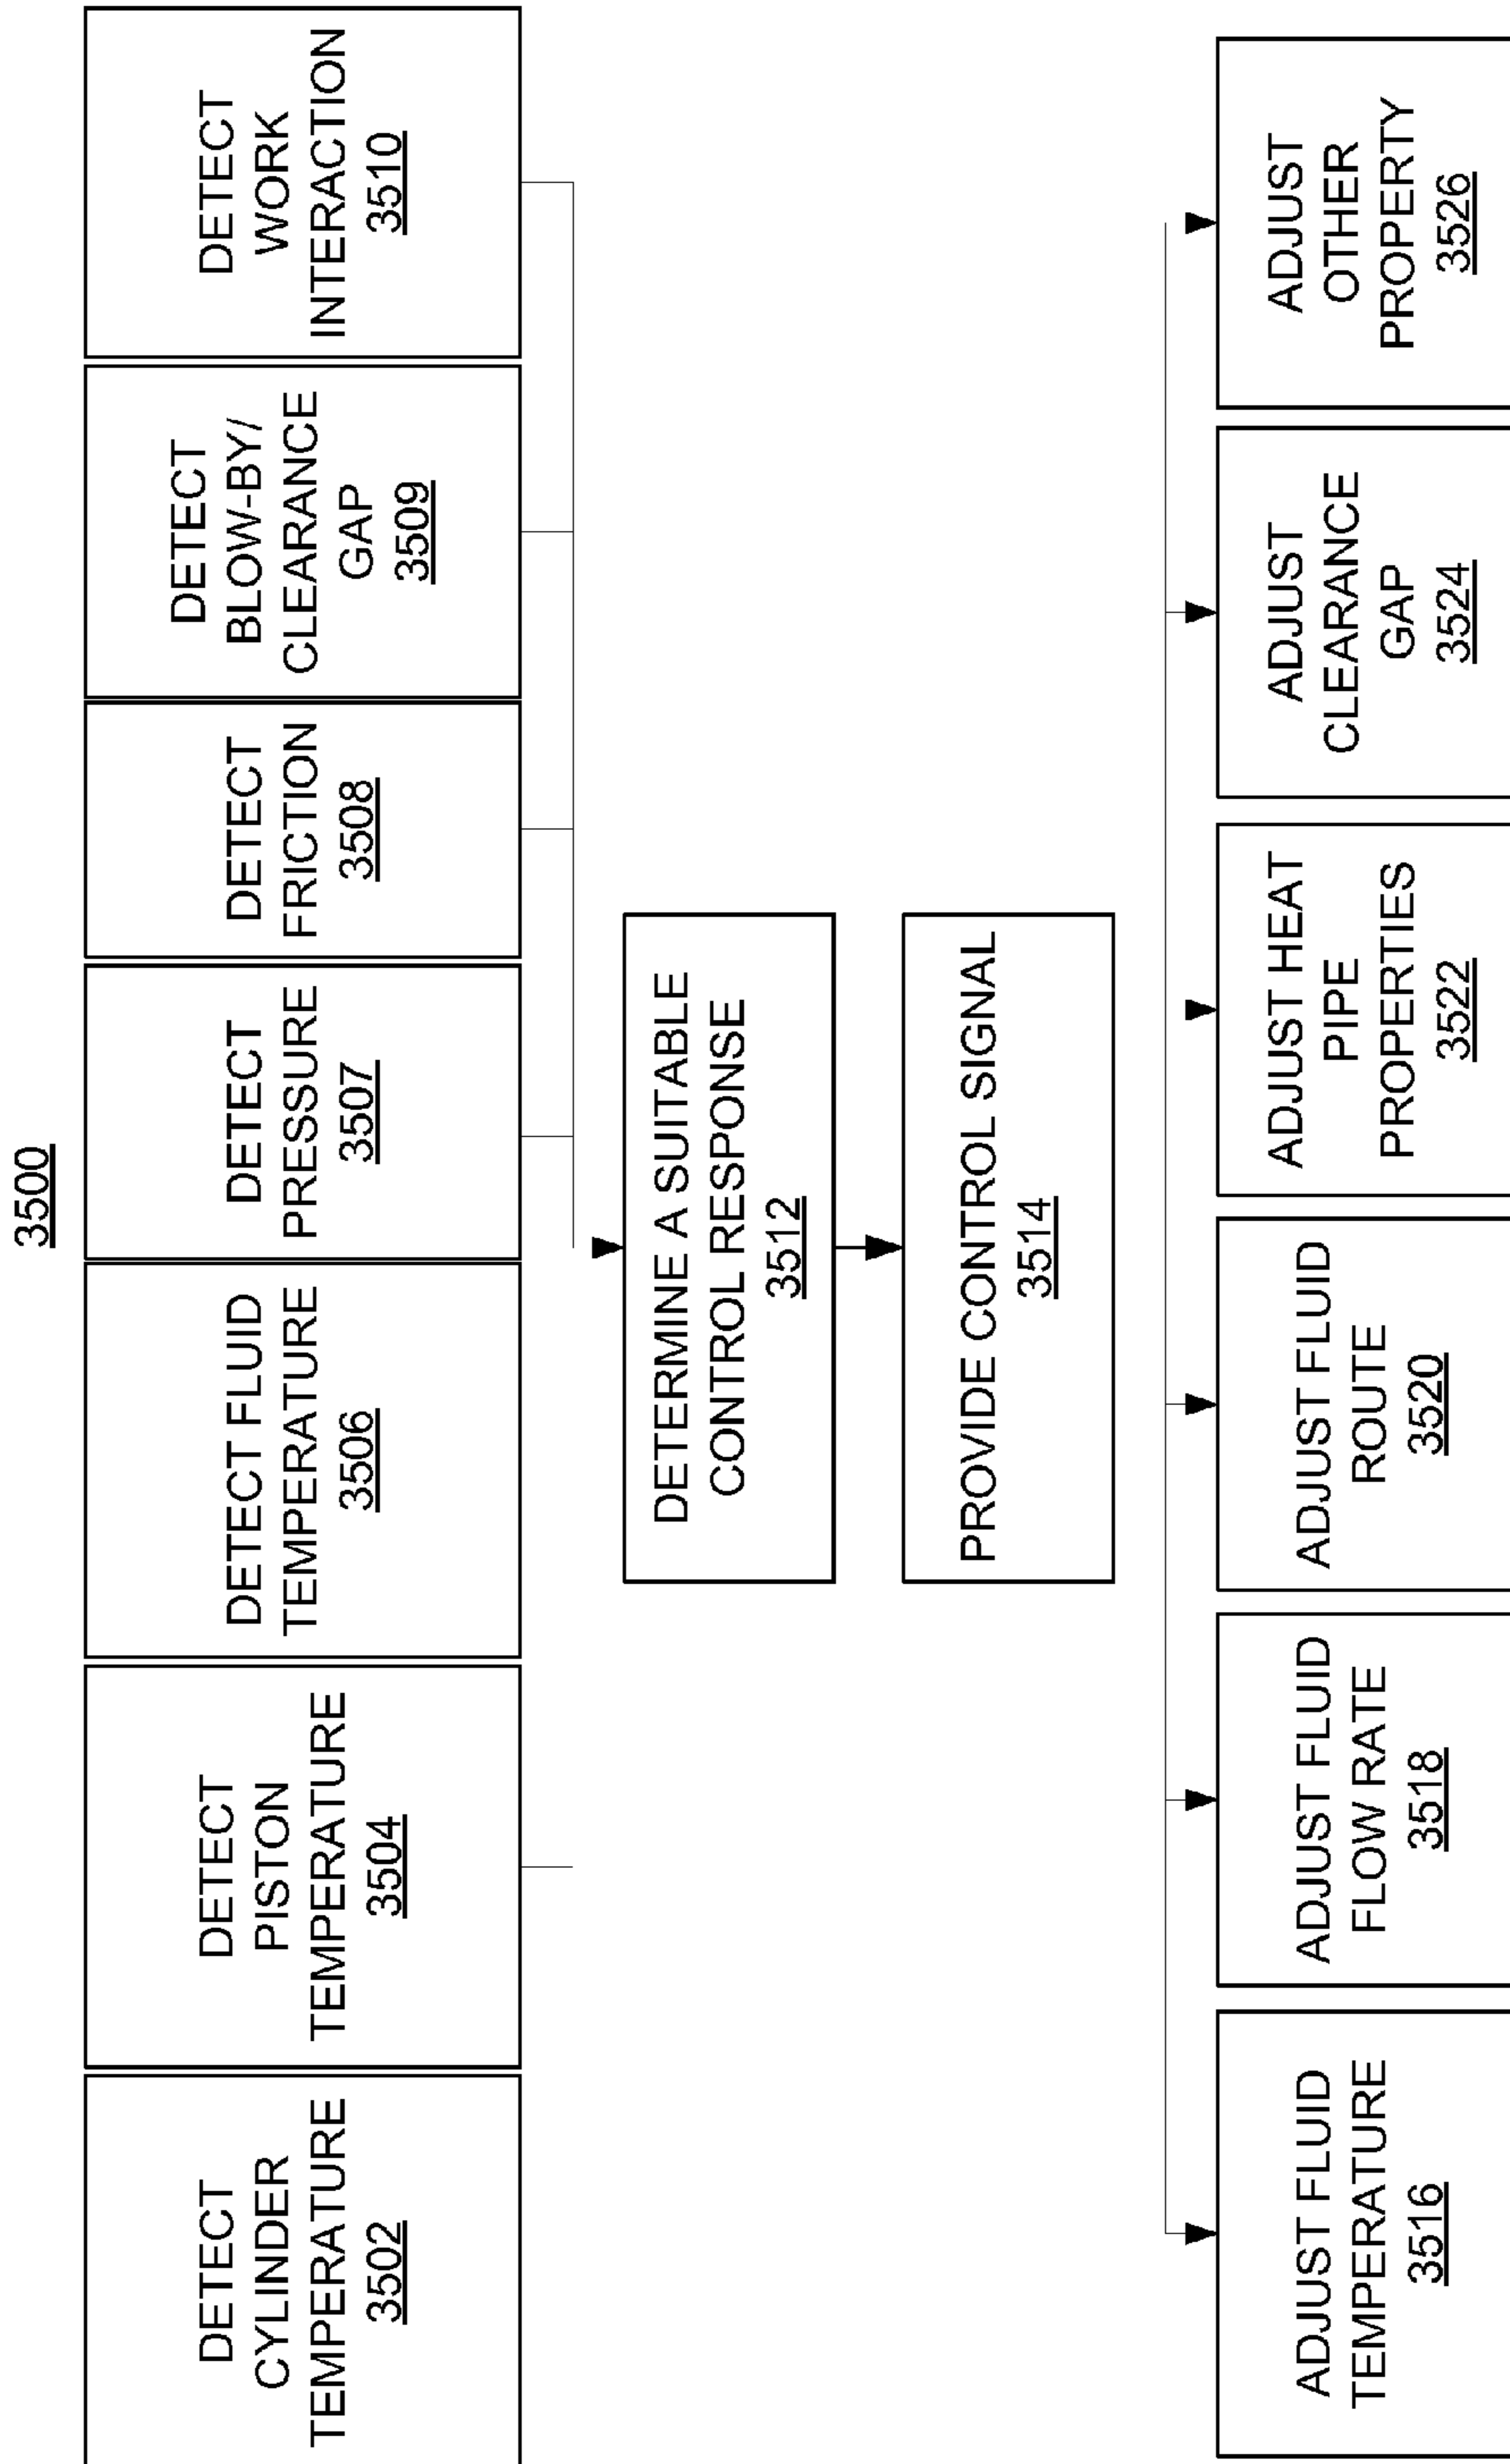 3500
DETECT
CYLINDER
TEMPERATURE
3502
DETECT
PISTON
TEMPERATURE
3504
DETECT FLUID
TEMPERATURE
3506
DETECT
PRESSURE
3507
DETECT
FRICTION
3508
DETECT
BLOW-BY/
CLEARANCE
GAP
3509
DETECT
WORK
INTERACTION
3510
DETERMINE A SUITABLE
CONTROL RESPONSE
3512
PROVIDE CONTROL SIGNAL
3514
ADJUST FLUID
TEMPERATURE
3516
ADJUST FLUID
FLOW RATE
3518
ADJUST FLUID
ROUTE
3520
ADJUST HEAT
PIPE
PROPERTIES
3522
ADJUST
CLEARANCE
GAP
3524
ADJUST
OTHER
PROPERTY
3526